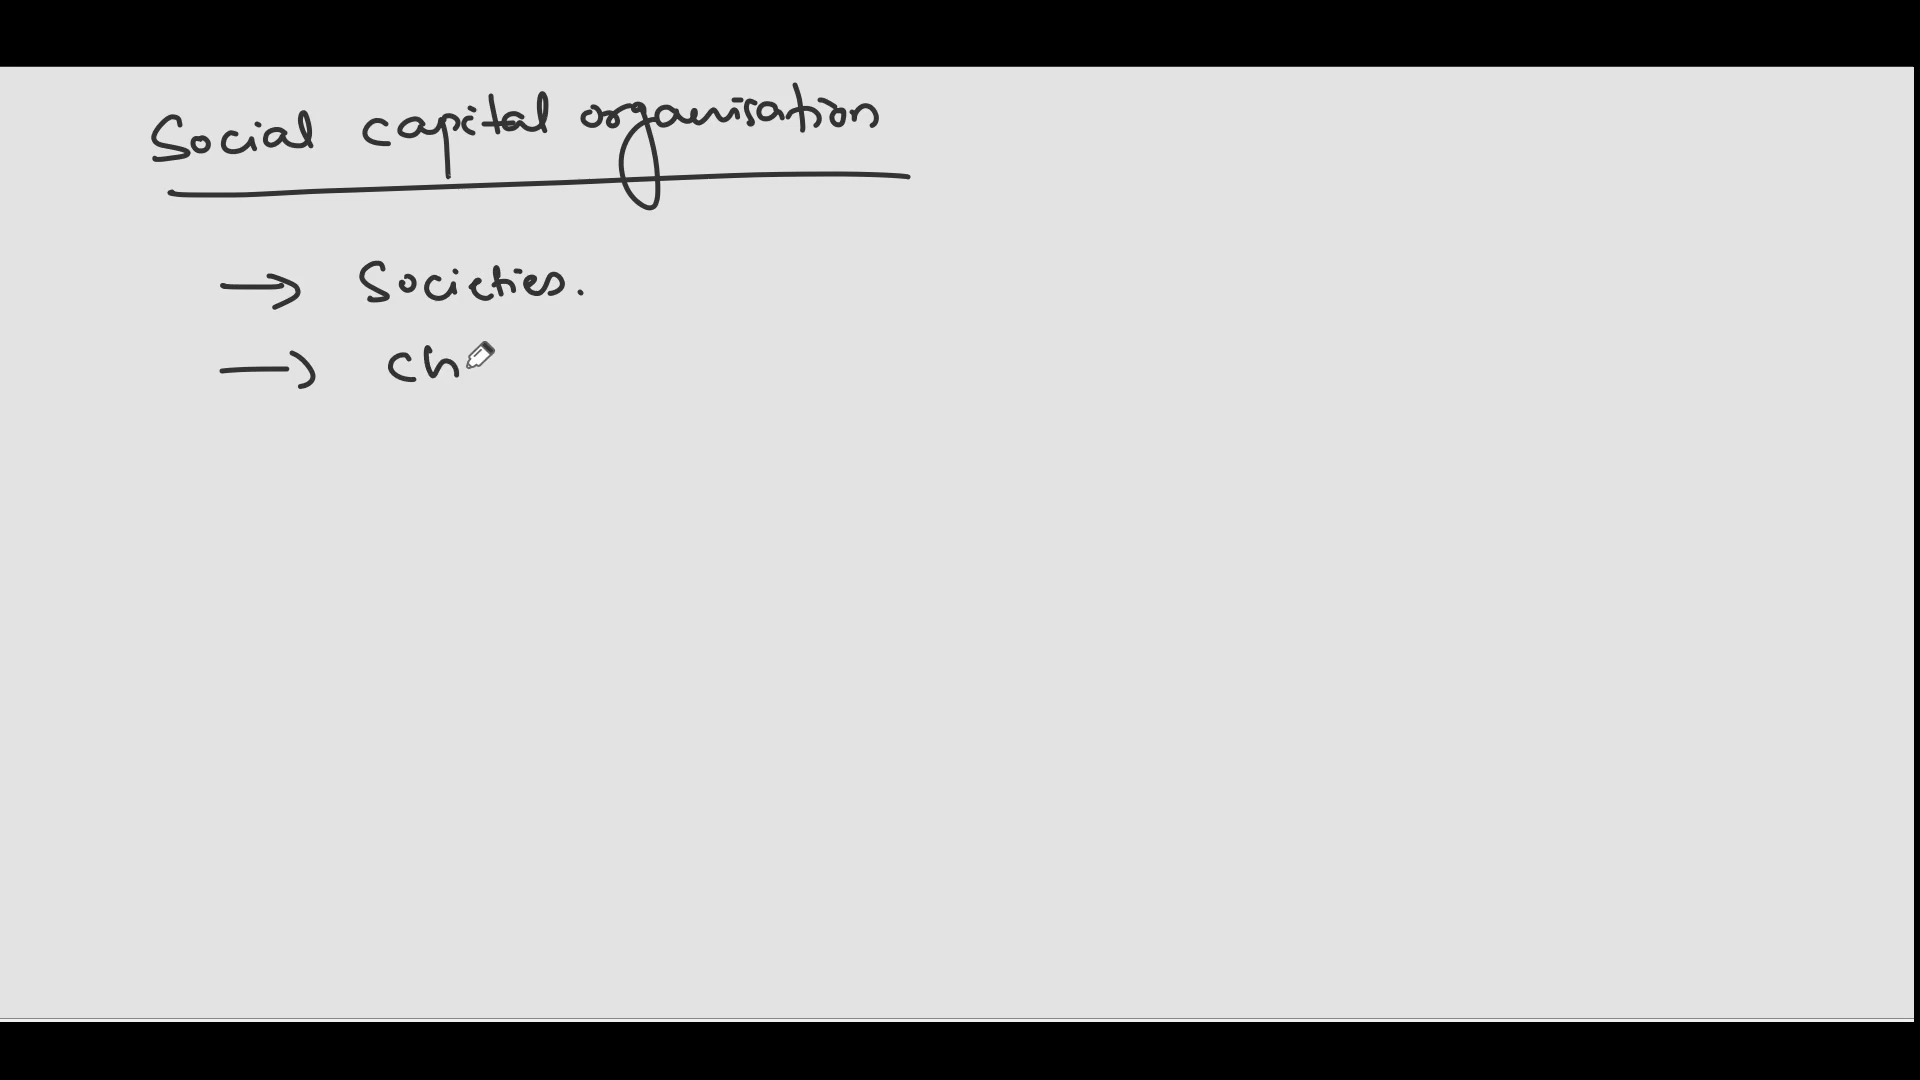 Social capital organisation
→ Societies.
→ Ch